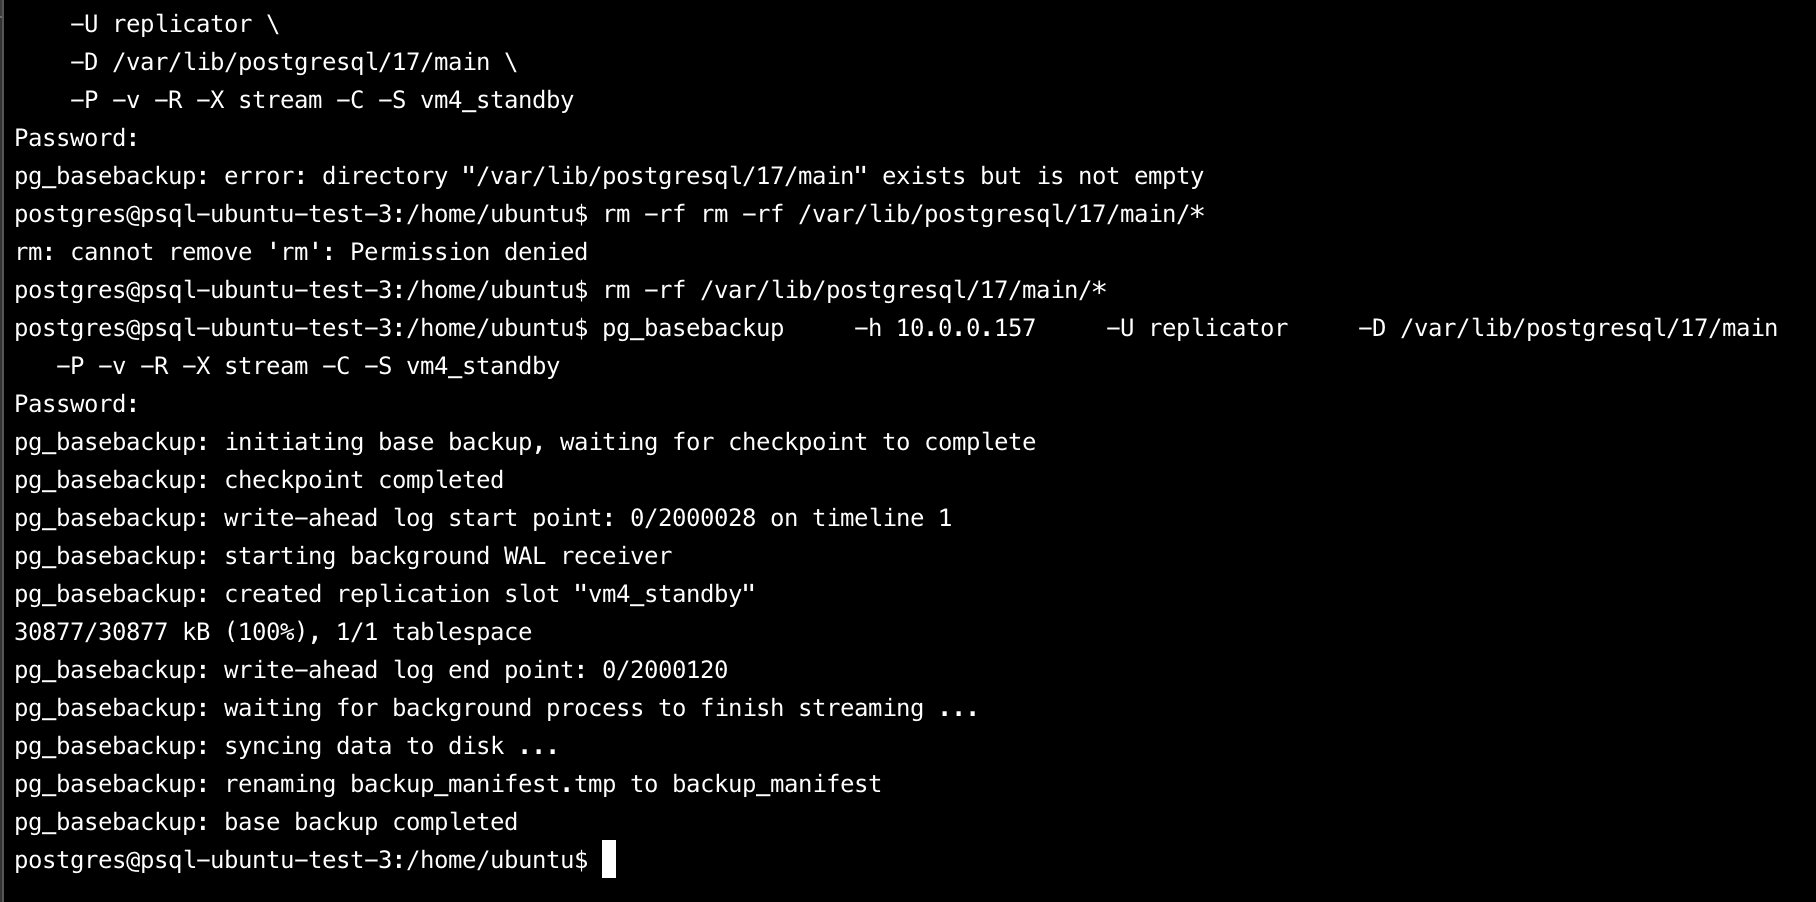 -U replicator \
-D /var/lib/postgresql/17/main \
-P -v -R -X stream -C -S vm4_standby
Password:
pg_basebackup: error: directory "/var/lib/postgresql/17/main" exists but is not empty
postgres@psql-ubuntu-test-3:/home/ubuntu$ rm -rf rm -rf /var/lib/postgresql/17/main/*
rm: cannot remove 'rm': Permission denied
postgres@psql-ubuntu-test-3:/home/ubuntu$ rm -rf /var/lib/postgresql/17/main/*
postgres@psql-ubuntu-test-3:/home/ubuntu$ pg_basebackup     -h 10.0.0.157     -U replicator     -D /var/lib/postgresql/17/main
   -P -v -R -X stream -C -S vm4_standby
Password:
pg_basebackup: initiating base backup, waiting for checkpoint to complete
pg_basebackup: checkpoint completed
pg_basebackup: write-ahead log start point: 0/2000028 on timeline 1
pg_basebackup: starting background WAL receiver
pg_basebackup: created replication slot "vm4_standby"
30877/30877 kB (100%), 1/1 tablespace
pg_basebackup: write-ahead log end point: 0/2000120
pg_basebackup: waiting for background process to finish streaming ...
pg_basebackup: syncing data to disk ...
pg_basebackup: renaming backup_manifest.tmp to backup_manifest
pg_basebackup: base backup completed
postgres@psql-ubuntu-test-3:/home/ubuntu$